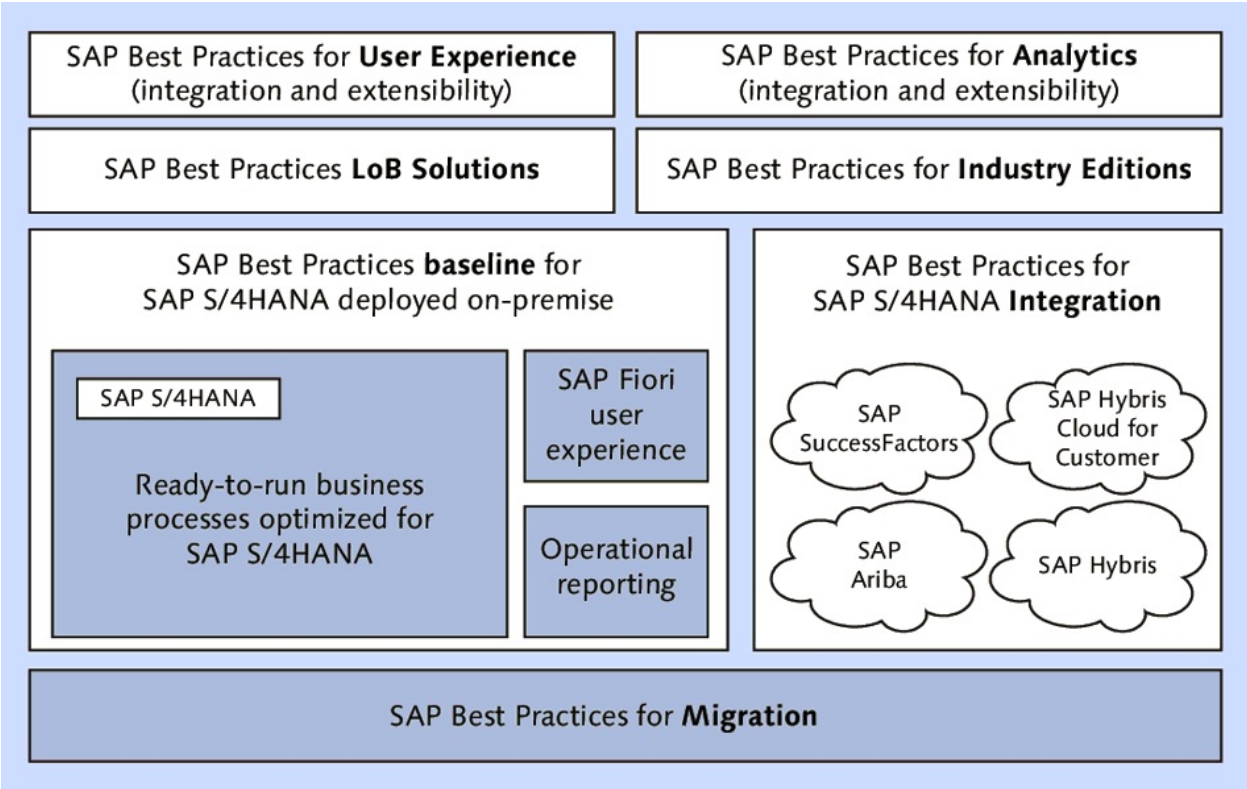 SAP Best Practices for User Experience
(integration and extensibility)
SAP Best Practices for Analytics
(integration and extensibility)
SAP Best Practices LoB Solutions
SAP Best Practices for Industry Editions
SAP Best Practices baseline for
SAP S/4HANA deployed on-premise
SAP S/4HANA
Ready-to-run business
processes optimized for
SAP S/4HANA
SAP Fiori
user
experience
Operational
reporting
SAP Best Practices for
SAP S/4HANA Integration
SAP
SuccessFactors
SAP Hybris
Cloud for
Customer
SAP
Ariba
SAP Hybris
SAP Best Practices for Migration